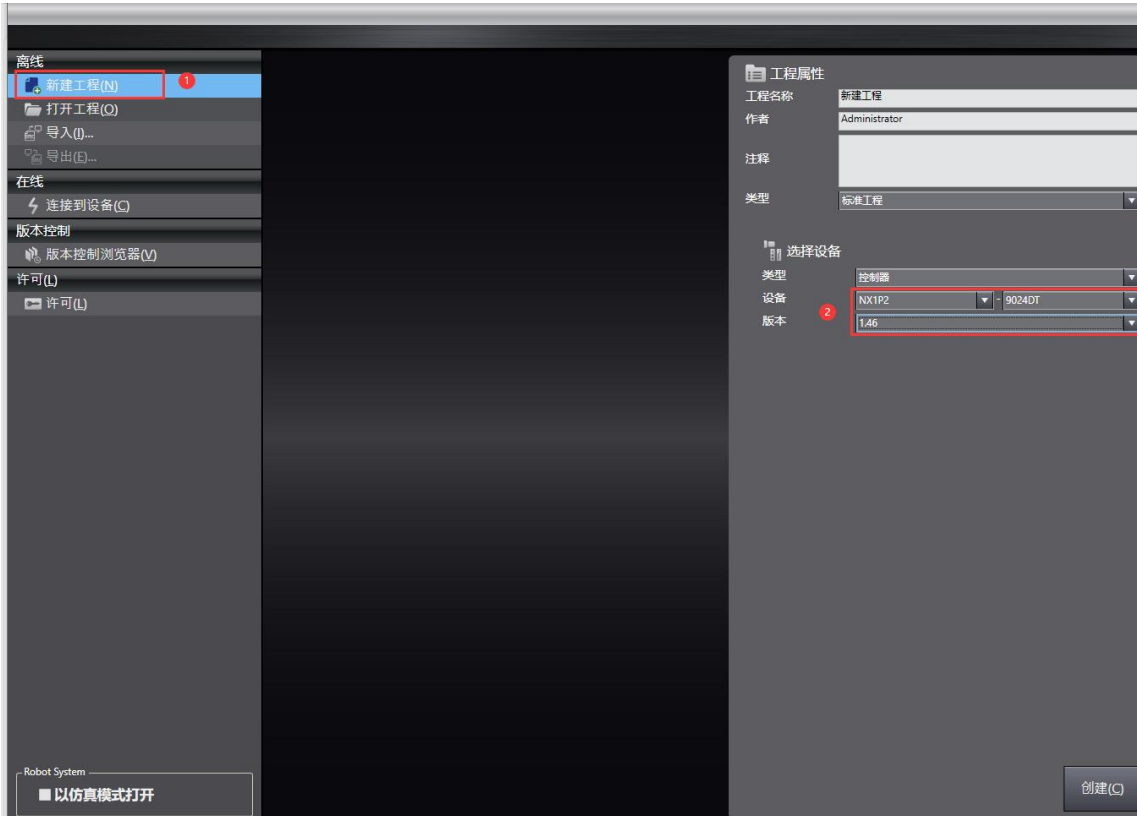 离线
新建工程(N)
1
打开工程(O)
导入(I)...
导出(E)...
在线
连接到设备(C)
版本控制
版本控制浏览器(V)
许可(L)
许可(L)
Robot System
以仿真模式打开
工程属性
工程名称 新建工程
作者 Administrator
注释
类型 标准工程
选择设备
类型 控制器
设备 NX1P2 - 9024DT
版本 2 1.46
创建(C)